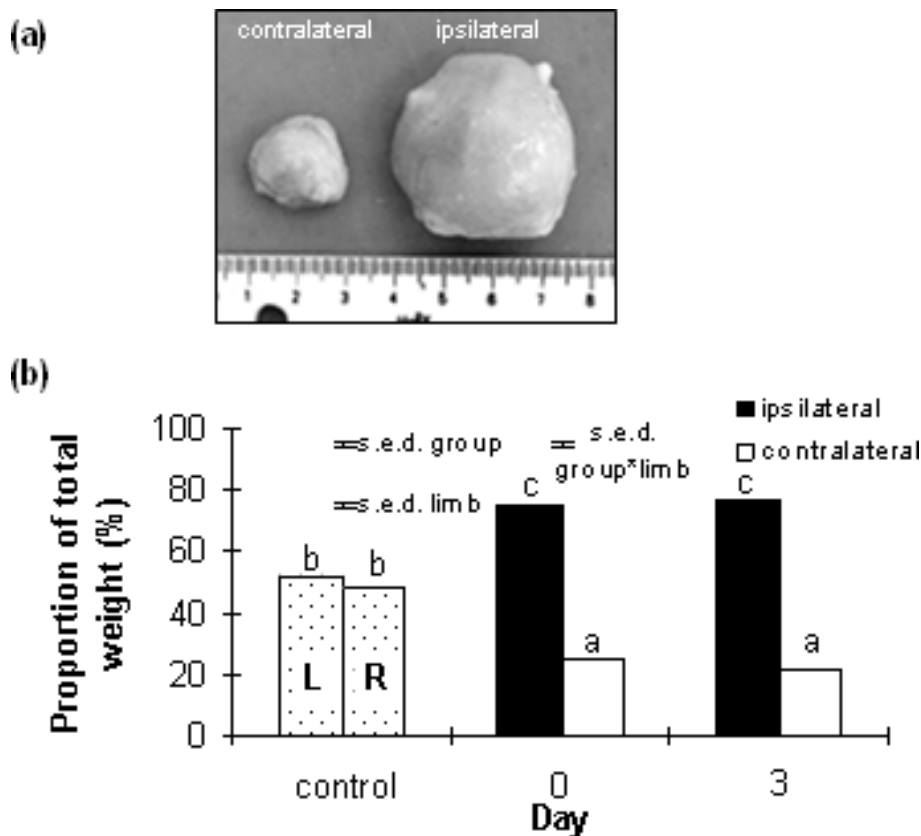 (a)
contralateral ipsilateral
1 2 3 4 5 6 7 8
(b)
Proportion of total
weight (%)
100
80
60
40
20
0
s.e.d. group
s.e.d. limb
s.e.d.
group*limb
ipsilateral
contralateral
b b c a c a
L R
control 0 3
Day